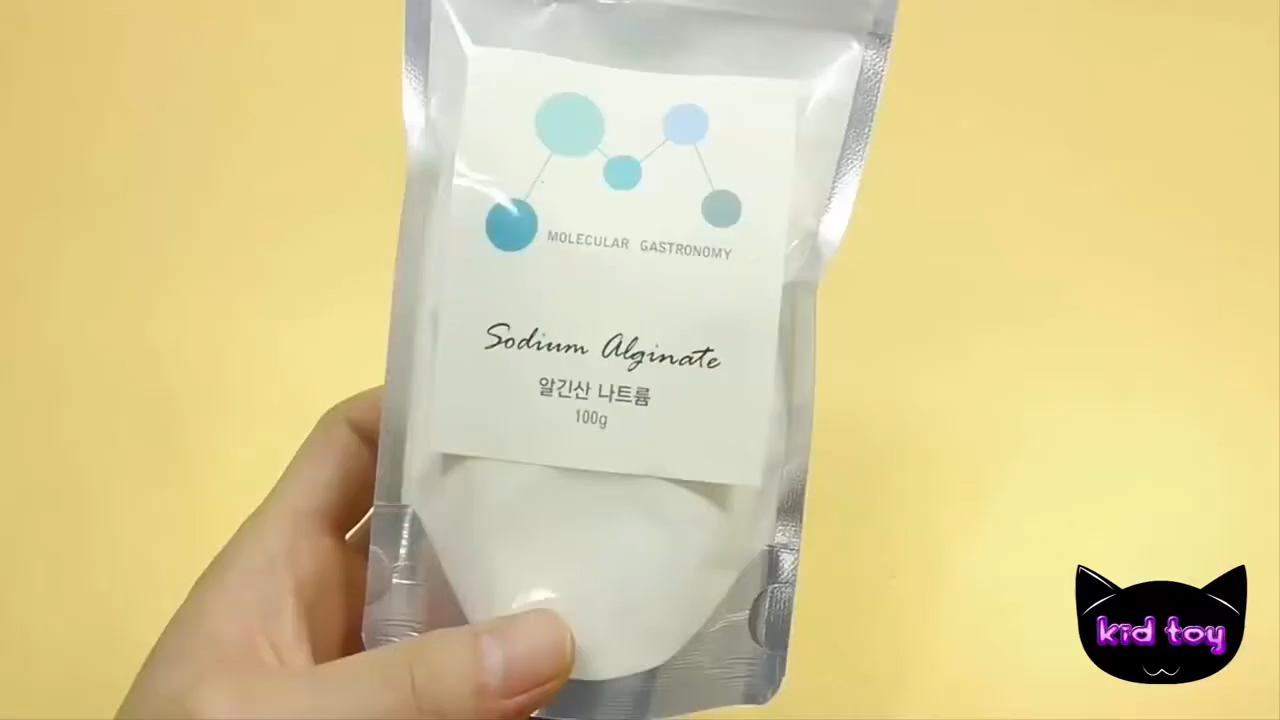 MOLECULAR GASTRONOMY
Sodium Alginate
알긴산 나트륨
100g
kid toy